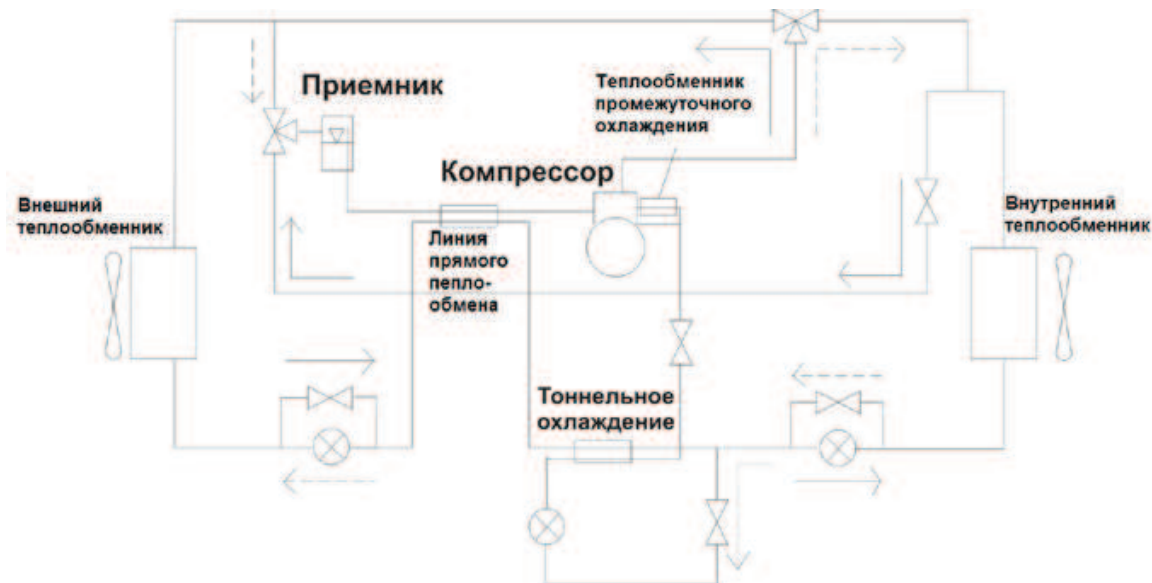 Приемник
Теплообменник
промежуточного
охлаждения
Компрессор
Внешний
теплообменник
Внутренний
теплообменник
Линия
прямого
пепло-
обмена
Тоннельное
охлаждение